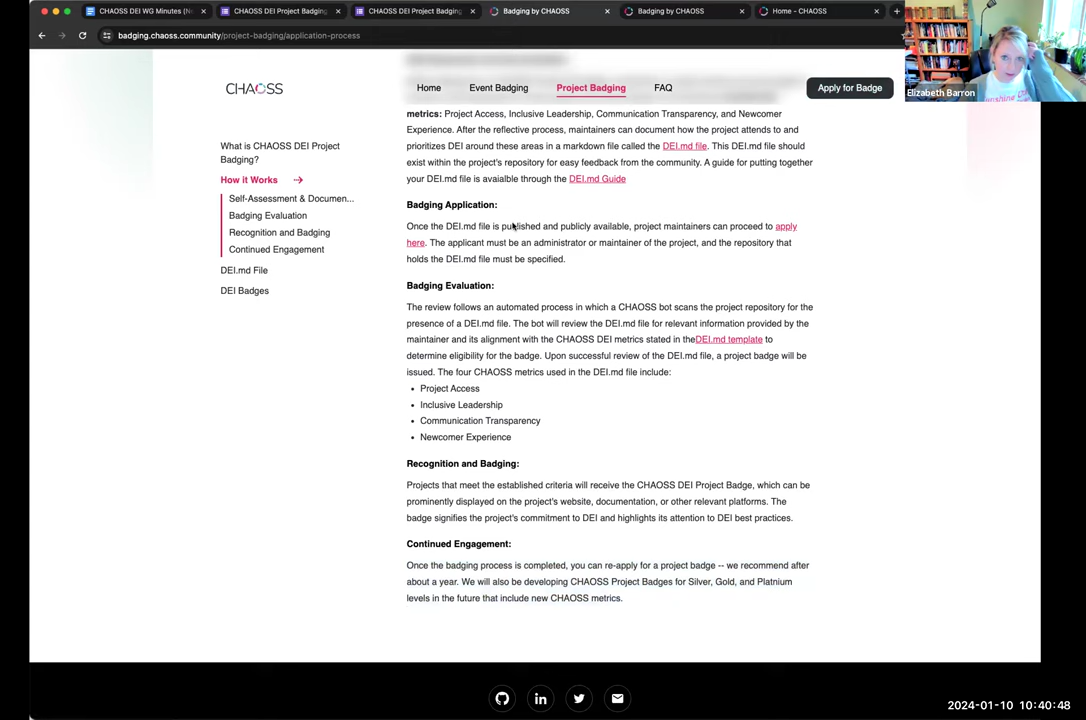 CHAOSS DEI WG Minutes (N
CHAOSS DEI Project Badging
CHAOSS DEI Project Badging
Badging by CHAOSS
Badging by CHAOSS
Home - CHAOSS
badging.chaoss.community/project-badging/application-process
Elizabeth Barron
CHAOSS
Home
Event Badging
Project Badging
FAQ
Apply for Badge
What is CHAOSS DEI Project
Badging?
How it Works
Self-Assessment & Documen...
Badging Evaluation
Recognition and Badging
Continued Engagement
DEI.md File
DEI Badges
metrics: Project Access, Inclusive Leadership, Communication Transparency, and Newcomer
Experience. After the reflective process, maintainers can document how the project attends to and
prioritizes DEI around these areas in a markdown file called the DEI.md file. This DEI.md file should
exist within the project's repository for easy feedback from the community. A guide for putting together
your DEI.md file is avaialble through the DEI.md Guide
Badging Application:
Once the DEI.md file is published and publicly available, project maintainers can proceed to apply
here. The applicant must be an administrator or maintainer of the project, and the repository that
holds the DEI.md file must be specified.
Badging Evaluation:
The review follows an automated process in which a CHAOSS bot scans the project repository for the
presence of a DEI.md file. The bot will review the DEI.md file for relevant information provided by the
maintainer and its alignment with the CHAOSS DEI metrics stated in theDEI.md template to
determine eligibility for the badge. Upon successful review of the DEI.md file, a project badge will be
issued. The four CHAOSS metrics used in the DEI.md file include:
• Project Access
• Inclusive Leadership
• Communication Transparency
• Newcomer Experience
Recognition and Badging:
Projects that meet the established criteria will receive the CHAOSS DEI Project Badge, which can be
prominently displayed on the project's website, documentation, or other relevant platforms. The
badge signifies the project's commitment to DEI and highlights its attention to DEI best practices.
Continued Engagement:
Once the badging process is completed, you can re-apply for a project badge -- we recommend after
about a year. We will also be developing CHAOSS Project Badges for Silver, Gold, and Platnium
levels in the future that include new CHAOSS metrics.
2024-01-10 10:40:48